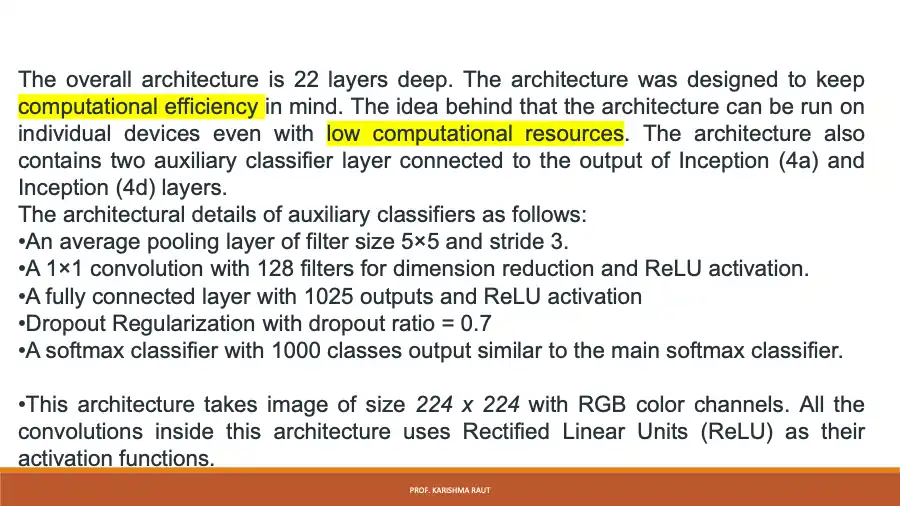 The overall architecture is 22 layers deep. The architecture was designed to keep
computational efficiency in mind. The idea behind that the architecture can be run on
individual devices even with low computational resources. The architecture also
contains two auxiliary classifier layer connected to the output of Inception (4a) and
Inception (4d) layers.
The architectural details of auxiliary classifiers as follows:
•An average pooling layer of filter size 5×5 and stride 3.
•A 1×1 convolution with 128 filters for dimension reduction and ReLU activation.
•A fully connected layer with 1025 outputs and ReLU activation
•Dropout Regularization with dropout ratio = 0.7
•A softmax classifier with 1000 classes output similar to the main softmax classifier.
•This architecture takes image of size 224 x 224 with RGB color channels. All the
convolutions inside this architecture uses Rectified Linear Units (ReLU) as their
activation functions.
PROF. KARISHMA RAUT